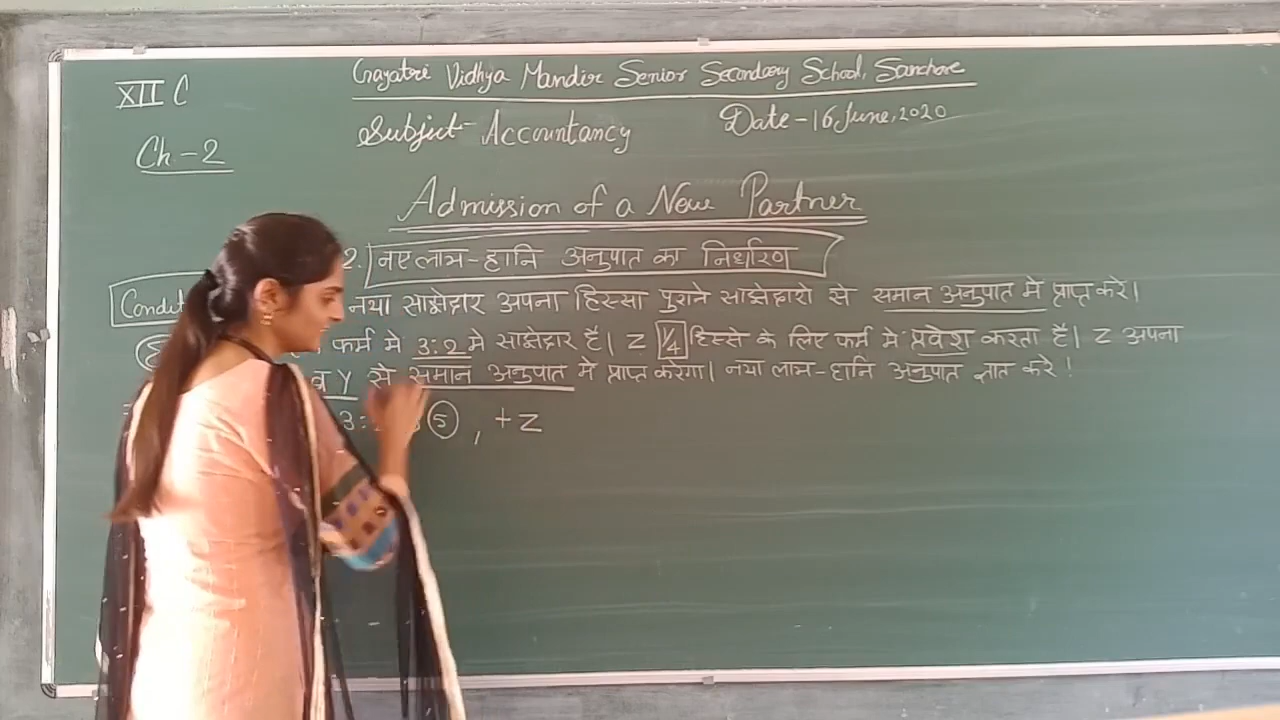 XII C
Gayatri Vidhya Mandir Senior Secondary School, Sanchore
Subject- Accountancy
Date-16 June, 2020
Ch-2
Admission of a New Partner
2. नए लाभ-हानि अनुपात का निर्धारण
नया साझेदार अपना हिस्सा पुराने साझेदारो से समान अनुपात मे प्राप्त करे।
फर्म मे 3:2 मे साझेदार हैं। Z 1/4 हिस्से के लिए फर्म मे प्रवेश करता है। Z अपना
व Y से समान अनुपात मे प्राप्त करेगा। नया लाभ-हानि अनुपात ज्ञात करे!
3: 5 , + Z